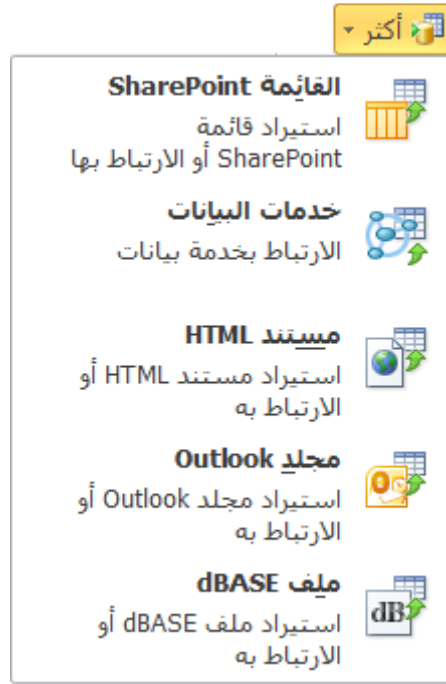 أكثر
القائمة SharePoint
استيراد قائمة
SharePoint أو الارتباط بها
خدمات البيانات
الارتباط بخدمة بيانات
مستند HTML
استيراد مستند HTML أو
الارتباط به
مجلد Outlook
استيراد مجلد Outlook أو
الارتباط به
ملف dBASE
استيراد ملف dBASE أو
الارتباط به
dB